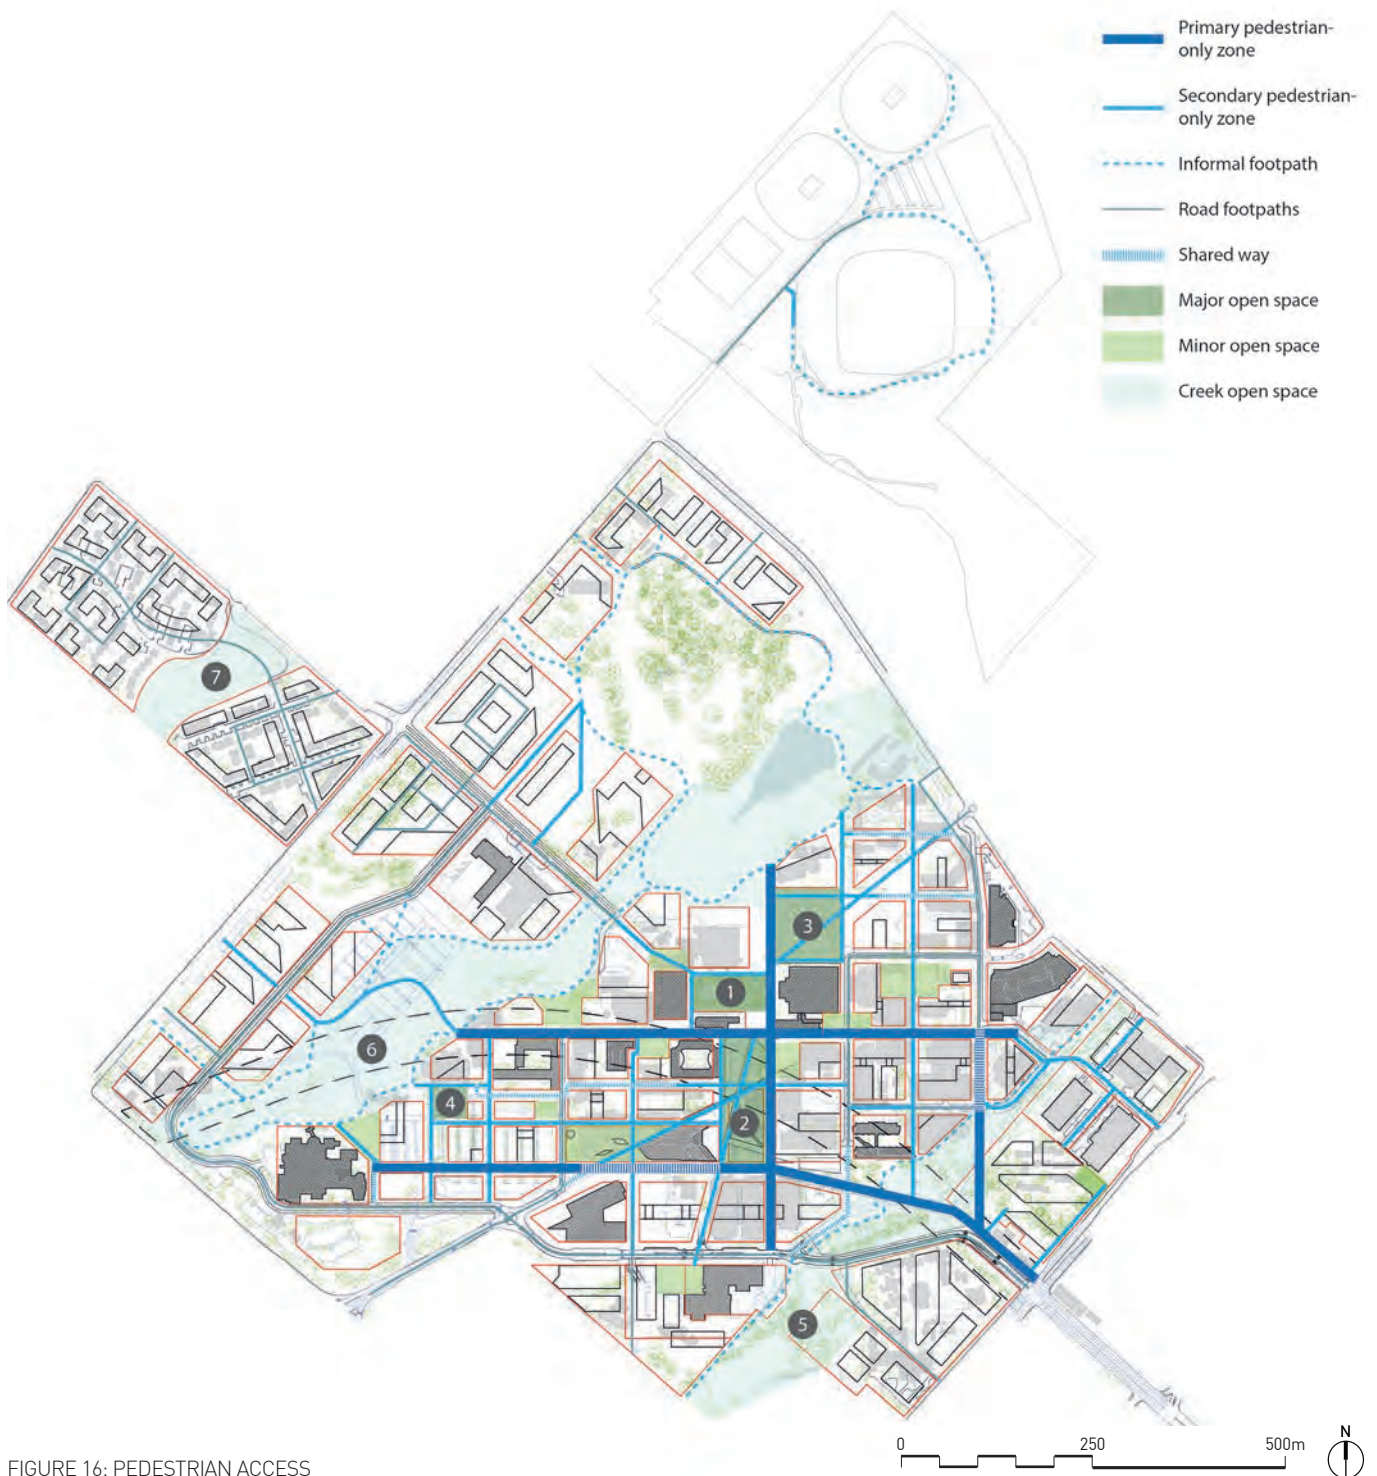 Primary pedestrian-
only zone
Secondary pedestrian-
only zone
Informal footpath
Road footpaths
Shared way
Major open space
Minor open space
Creek open space
7
3
1
6
4
2
5
0 250 500m
N
FIGURE 16: PEDESTRIAN ACCESS